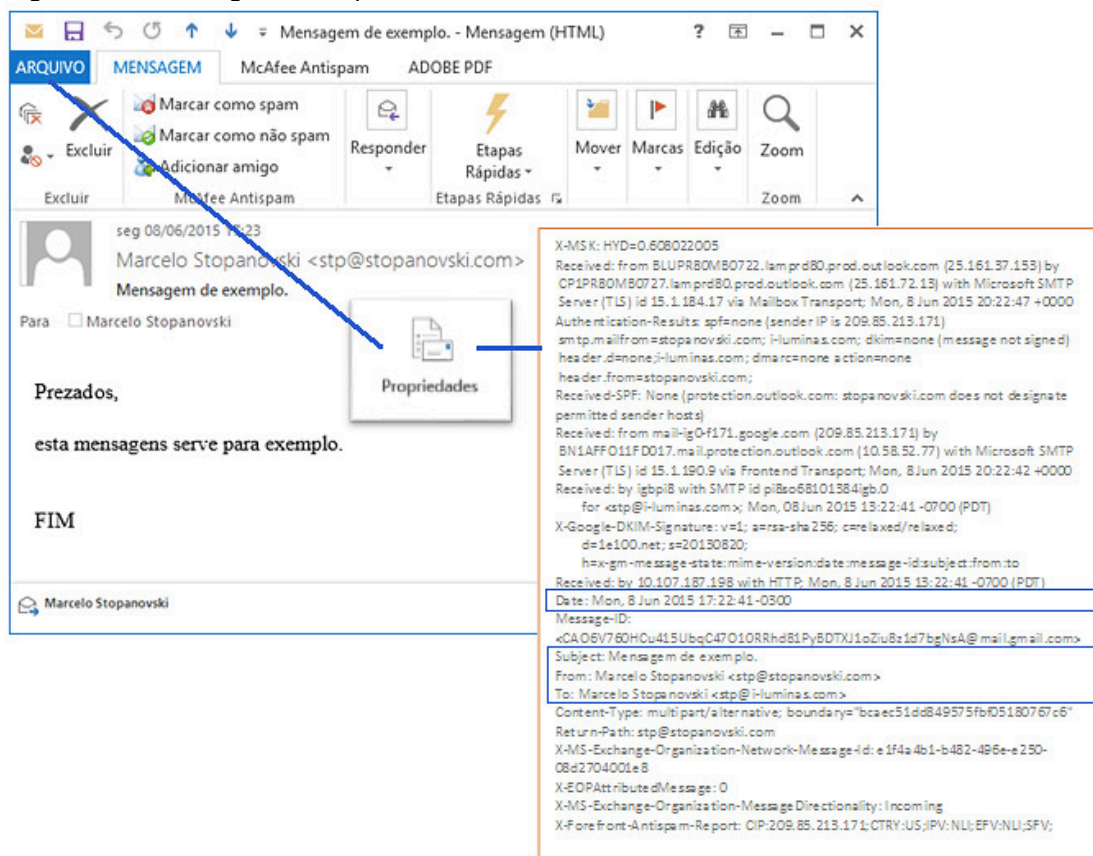 Mensagem de exemplo. - Mensagem (HTML)
ARQUIVO MENSAGEM McAfee Antispam ADOBE PDF
Excluir
Marcar como spam
Marcar como não spam
Adicionar amigo
Responder
Etapas Rápidas
Mover
Marcas
Edição
Zoom
Excluir McAfee Antispam Etapas Rápidas Zoom
seg 08/06/2015 17:23
Marcelo Stopanovski <stp@stopanovski.com>
Mensagem de exemplo.
Para Marcelo Stopanovski
Prezados,
esta mensagens serve para exemplo.
FIM
Propriedades
Marcelo Stopanovski
X-MSK: HYD=0.608022005
Received: from BLUPR80MB0722.lamprd80.prod.outlook.com (25.161.37.153) by
CP1PR80MB0727.lamprd80.prod.outlook.com (25.161.72.13) with Microsoft SMTP
Server (TLS) id 15.1.184.17 via Mailbox Transport; Mon, 8 Jun 2015 20:22:47 +0000
Authentication-Results: spf=none (sender IP is 209.85.213.171)
smtp.mailfrom=stopanovski.com; i-luminas.com; dkim=none (message not signed)
header.d=none;i-luminas.com; dmarc=none action=none
header.from=stopanovski.com;
Received-SPF: None (protection.outlook.com: stopanovski.com does not designate
permitted sender hosts)
Received: from mail-ig0-f171.google.com (209.85.213.171) by
BN1AFFO11FD017.mail.protection.outlook.com (10.58.52.77) with Microsoft SMTP
Server (TLS) id 15.1.190.9 via Frontend Transport; Mon, 8 Jun 2015 20:22:42 +0000
Received: by igbpi8 with SMTP id pi8so68101384igb.0
for <stp@i-luminas.com>; Mon, 08 Jun 2015 13:22:41 -0700 (PDT)
X-Google-DKIM-Signature: v=1; a=rsa-sha256; c=relaxed/relaxed;
d=1e100.net; s=20130820;
h=x-gm-message-state:mime-version:date:message-id:subject:from:to
Received: by 10.107.187.198 with HTTP; Mon, 8 Jun 2015 13:22:41 -0700 (PDT)
Date: Mon, 8 Jun 2015 17:22:41 -0300
Message-ID:
<CAO6V760HCu415UbqC47O1ORRhd81PyBDTXJ1oZiu8z1d7bgNsA@mail.gmail.com>
Subject: Mensagem de exemplo.
From: Marcelo Stopanovski <stp@stopanovski.com>
To: Marcelo Stopanovski <stp@i-luminas.com>
Content-Type: multipart/alternative; boundary="bcaec51dd849575fbf05180767c6"
Return-Path: stp@stopanovski.com
X-MS-Exchange-Organization-Network-Message-Id: e1f4a4b1-b482-496e-e250-
08d2704001e8
X-EOPAttributedMessage: 0
X-MS-Exchange-Organization-MessageDirectionality: Incoming
X-Forefront-Antispam-Report: CIP:209.85.213.171;CTRY:US;IPV:NLI;EFV:NLI;SFV;